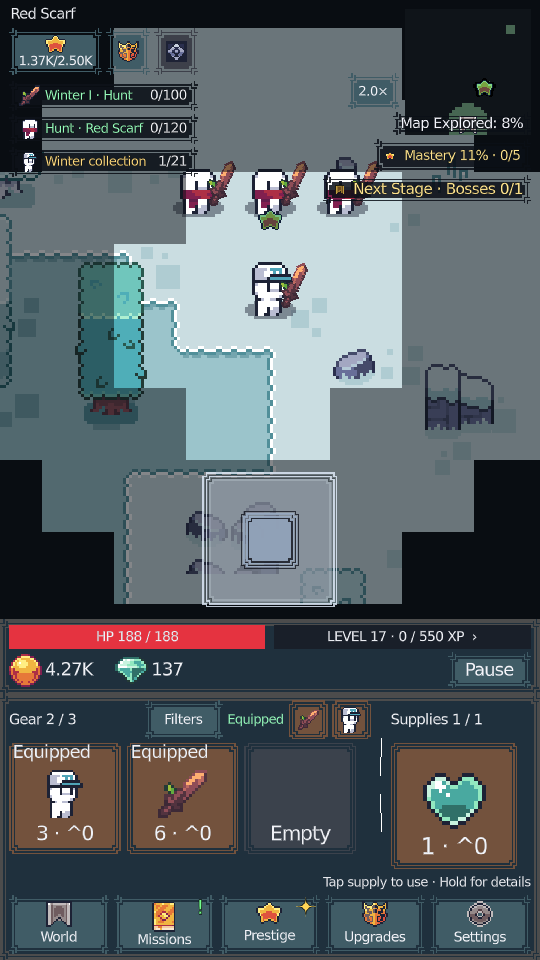 Red Scarf
1.37K/2.50K
2.0×
Winter I · Hunt 0/100
Hunt · Red Scarf 0/120
Winter collection 1/21
Map Explored: 8%
Mastery 11% · 0/5
Next Stage · Bosses 0/1
HP 188 / 188
LEVEL 17 · 0 / 550 XP ›
4.27K
137
Pause
Gear 2 / 3
Filters
Equipped
Supplies 1 / 1
Equipped
3 · ^0
Equipped
6 · ^0
Empty
1 · ^0
Tap supply to use · Hold for details
World
Missions
!
Prestige
Upgrades
Settings